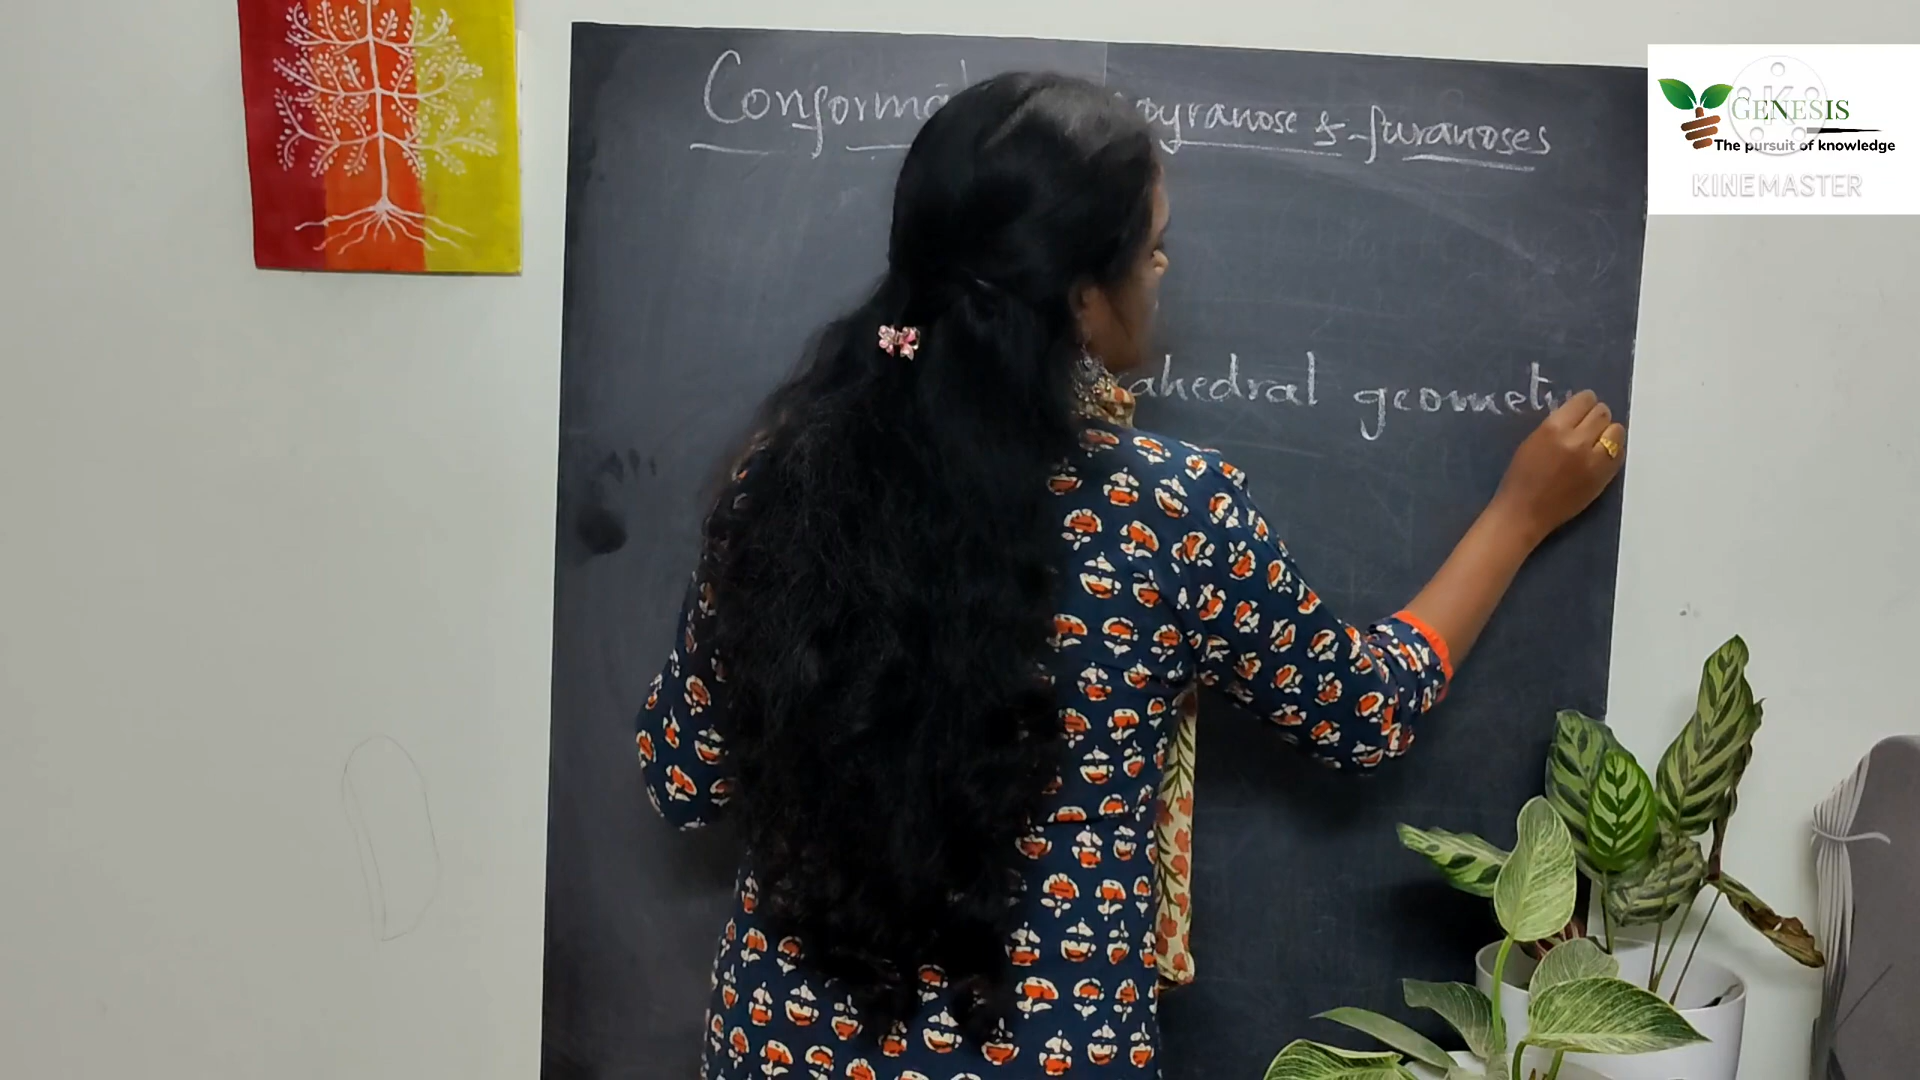 Conforma pyranose & furanoses
ahedral geomet
GENESIS
The pursuit of knowledge
KINEMASTER